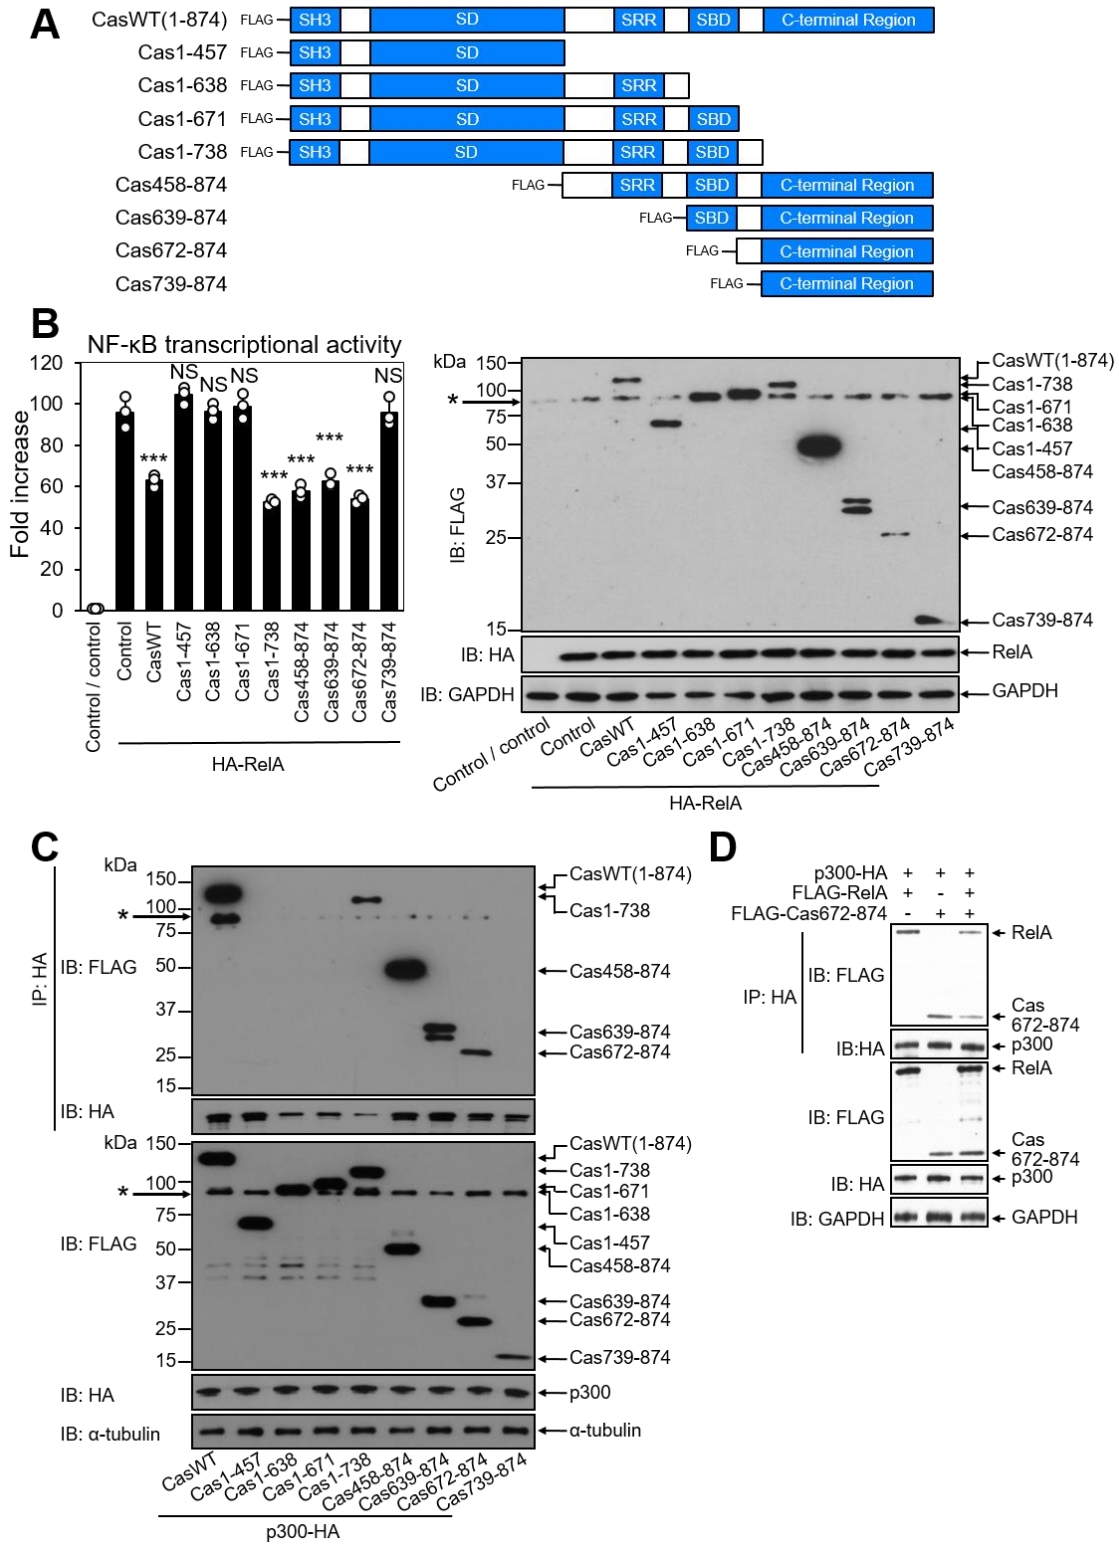 A
CasWT(1-874) FLAG SH3 SD SRR SBD C-terminal Region
Cas1-457 FLAG SH3 SD
Cas1-638 FLAG SH3 SD SRR
Cas1-671 FLAG SH3 SD SRR SBD
Cas1-738 FLAG SH3 SD SRR SBD
Cas458-874 FLAG SRR SBD C-terminal Region
Cas639-874 FLAG SBD C-terminal Region
Cas672-874 FLAG C-terminal Region
Cas739-874 FLAG C-terminal Region
B
NF-κB transcriptional activity
Fold increase
120
100
80
60
40
20
0
*** NS NS NS *** *** *** *** NS
Control / control
Control
CasWT
Cas1-457
Cas1-638
Cas1-671
Cas1-738
Cas458-874
Cas639-874
Cas672-874
Cas739-874
HA-RelA
kDa
150
100
*
75
50
37
25
15
IB: FLAG
CasWT(1-874)
Cas1-738
Cas1-671
Cas1-638
Cas1-457
Cas458-874
Cas639-874
Cas672-874
Cas739-874
IB: HA RelA
IB: GAPDH GAPDH
Control / control
Control
CasWT
Cas1-457
Cas1-638
Cas1-671
Cas1-738
Cas458-874
Cas639-874
Cas672-874
Cas739-874
HA-RelA
C
IP: HA
kDa
150
100
*
75
50
37
25
15
IB: FLAG
CasWT(1-874)
Cas1-738
Cas458-874
Cas639-874
Cas672-874
IB: HA
kDa
150
100
*
75
50
37
25
15
IB: FLAG
CasWT(1-874)
Cas1-738
Cas1-671
Cas1-638
Cas1-457
Cas458-874
Cas639-874
Cas672-874
Cas739-874
IB: HA p300
IB: α-tubulin α-tubulin
CasWT
Cas1-457
Cas1-638
Cas1-671
Cas1-738
Cas458-874
Cas639-874
Cas672-874
Cas739-874
p300-HA
D
p300-HA + + +
FLAG-RelA + - +
FLAG-Cas672-874 - + +
IP: HA
IB: FLAG
RelA
Cas
672-874
IB:HA p300
RelA
IB: FLAG
Cas
672-874
IB: HA p300
IB: GAPDH GAPDH